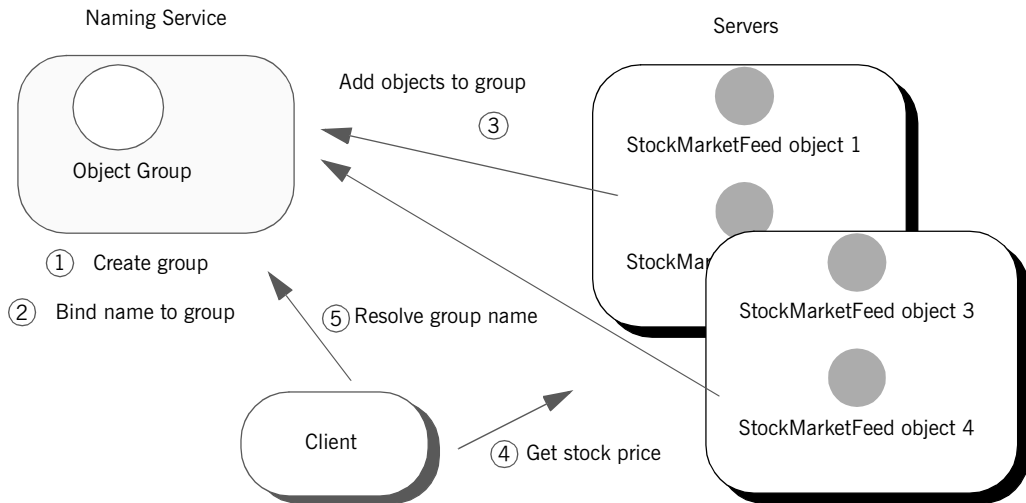 Naming Service
Servers
Add objects to group
3
StockMarketFeed object 1
Object Group
StockMar
1 Create group
2 Bind name to group
5 Resolve group name
StockMarketFeed object 3
Client
4 Get stock price
StockMarketFeed object 4